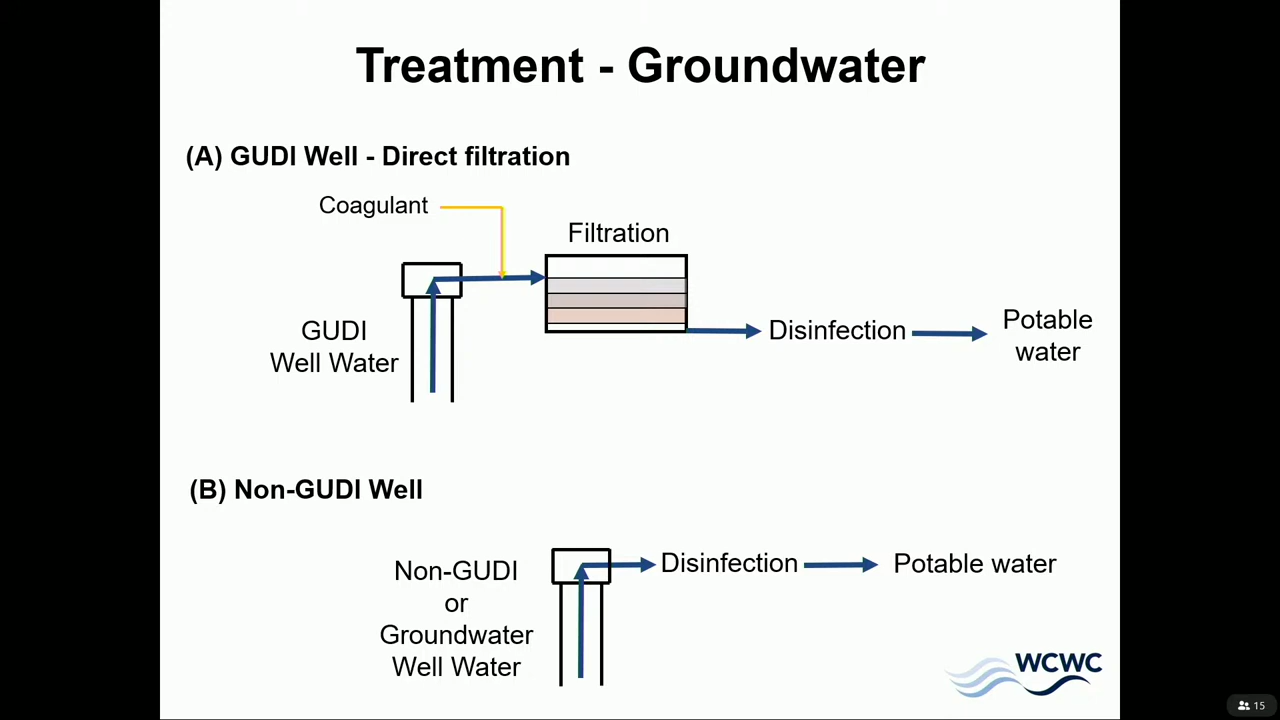 Treatment - Groundwater
(A) GUDI Well - Direct filtration
Coagulant
Filtration
GUDI
Well Water
Disinfection
Potable
water
(B) Non-GUDI Well
Non-GUDI
or
Groundwater
Well Water
Disinfection
Potable water
WCWC
15